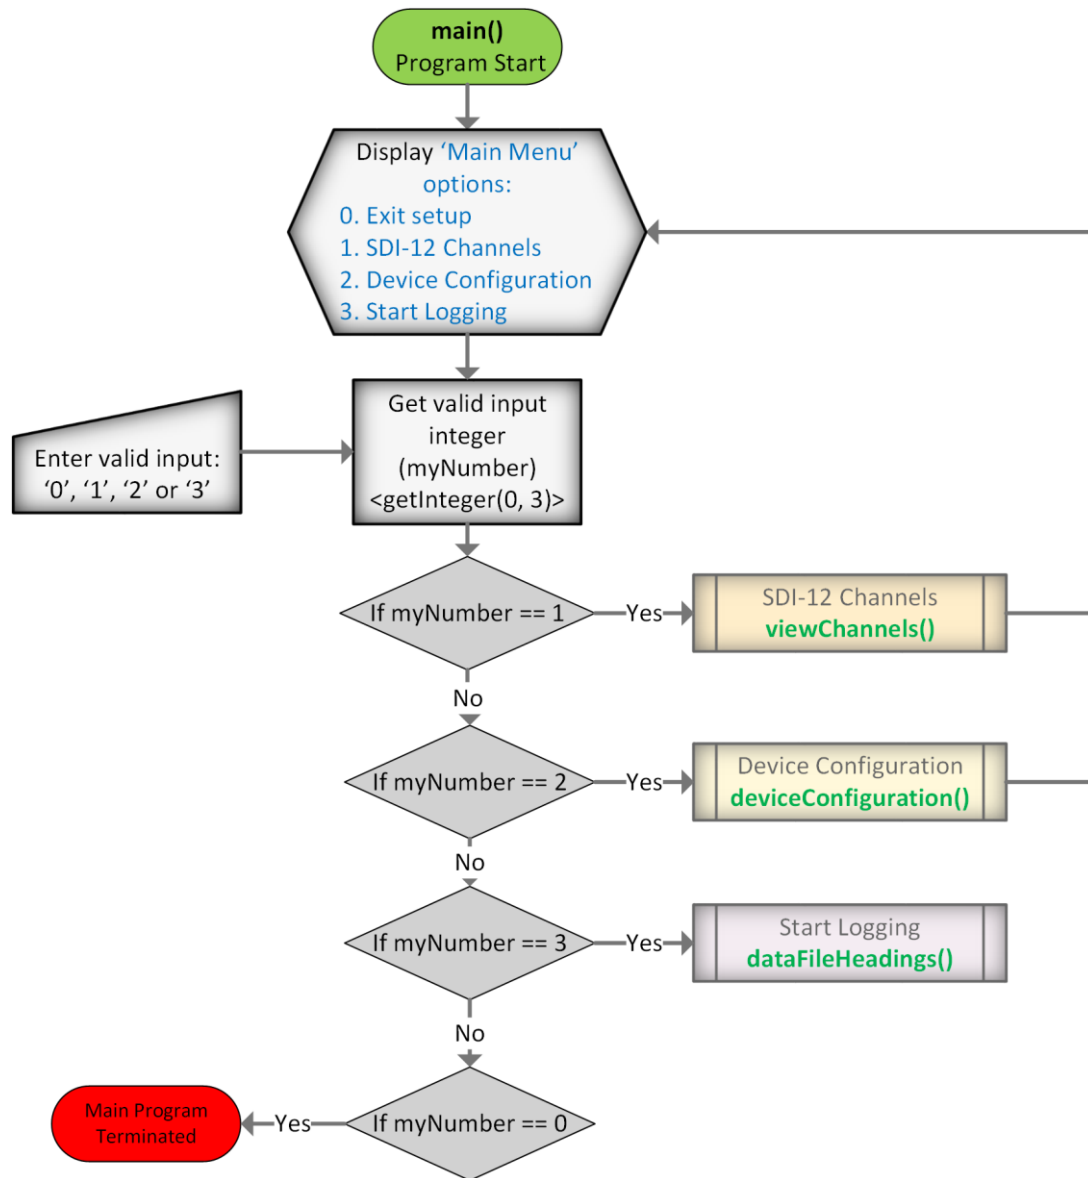 main()
Program Start
Display ‘Main Menu’
options:
0. Exit setup
1. SDI-12 Channels
2. Device Configuration
3. Start Logging
Enter valid input:
‘0’, ‘1’, ‘2’ or ‘3’
Get valid input
integer
(myNumber)
<getInteger(0, 3)>
If myNumber == 1
Yes
SDI-12 Channels
viewChannels()
No
If myNumber == 2
Yes
Device Configuration
deviceConfiguration()
No
If myNumber == 3
Yes
Start Logging
dataFileHeadings()
No
If myNumber == 0
Yes
Main Program
Terminated